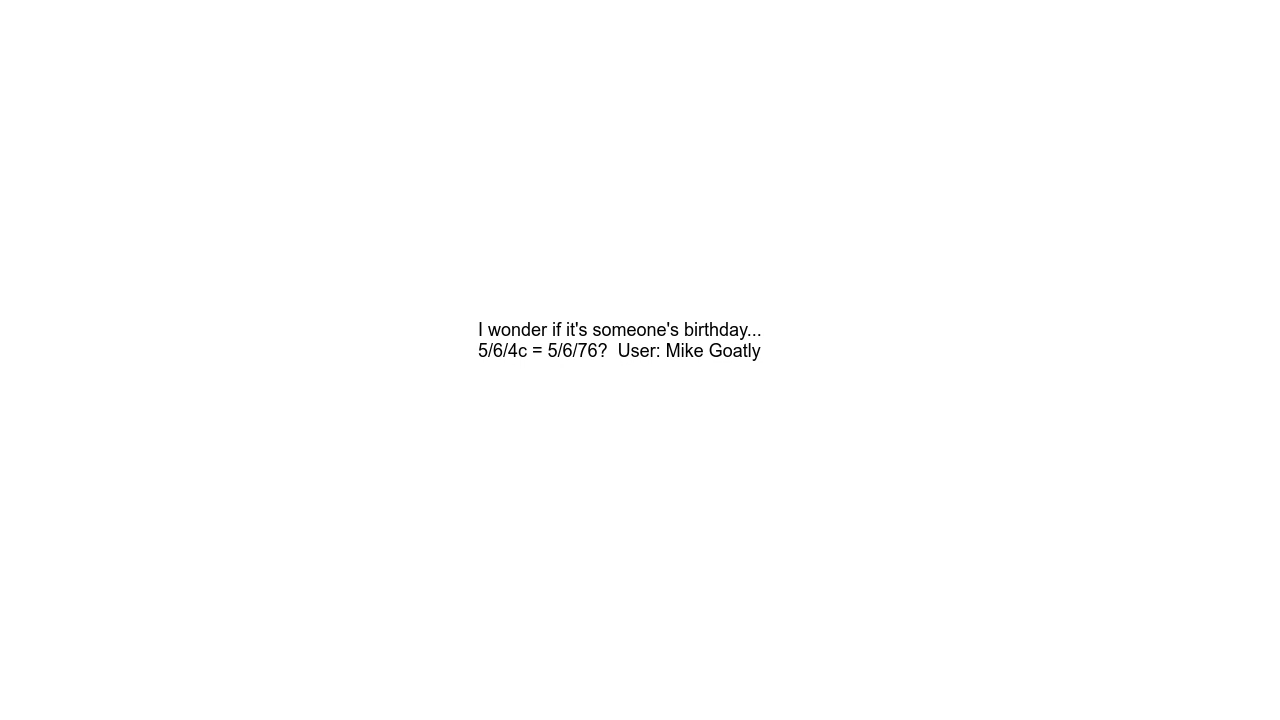 I wonder if it's someone's birthday...
5/6/4c = 5/6/76?  User: Mike Goatly